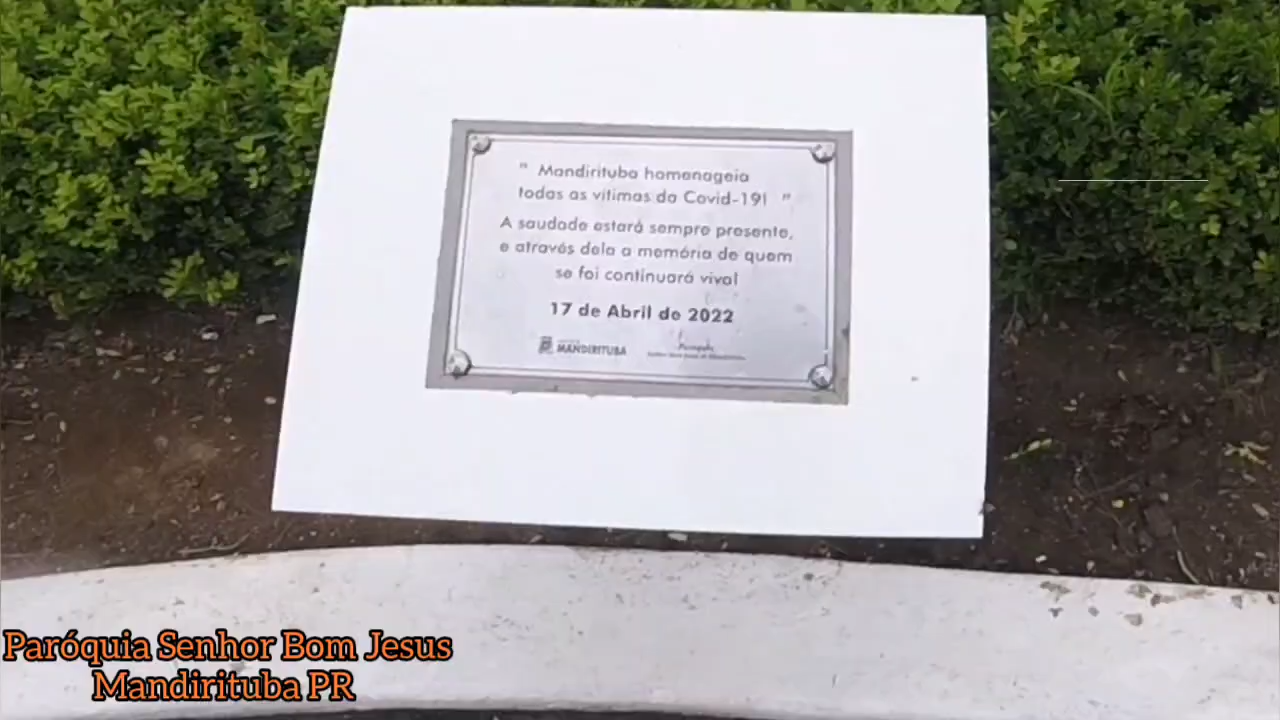 " Mandirituba homenageia
todas as vítimas da Covid-19! "
A saudade estará sempre presente,
e através dela a memória de quem
se foi continuará viva!
17 de Abril de 2022
MANDIRITUBA
Paróquia Senhor Bom Jesus
Mandirituba PR